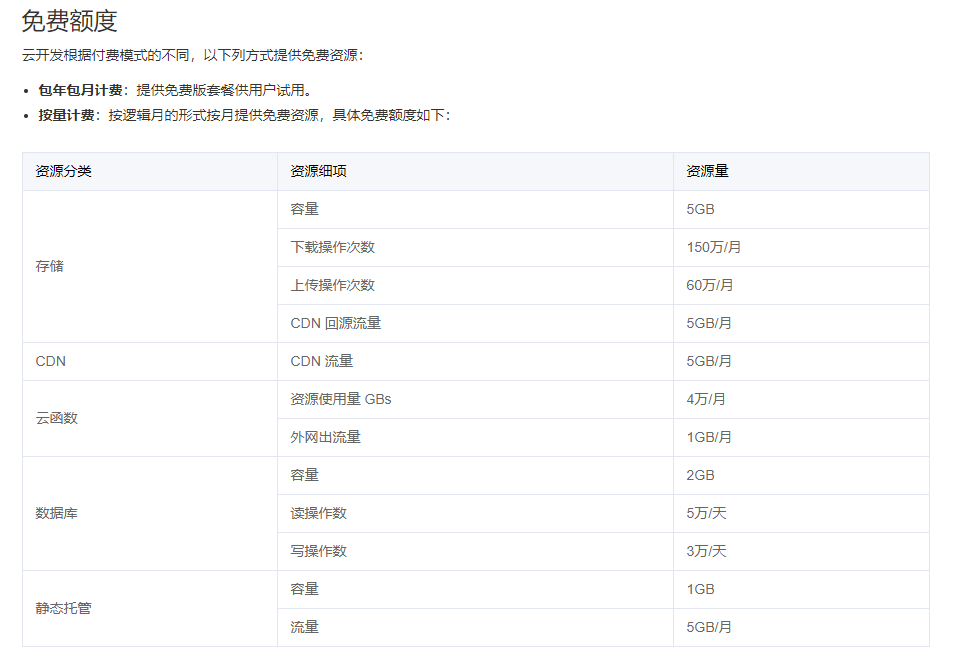 免费额度
云开发根据付费模式的不同，以下列方式提供免费资源：
• 包年包月计费：提供免费版套餐供用户试用。
• 按量计费：按逻辑月的形式按月提供免费资源，具体免费额度如下：
资源分类 资源细项 资源量
存储 容量 5GB
下载操作次数 150万/月
上传操作次数 60万/月
CDN 回源流量 5GB/月
CDN CDN 流量 5GB/月
云函数 资源使用量 GBs 4万/月
外网出流量 1GB/月
数据库 容量 2GB
读操作数 5万/天
写操作数 3万/天
静态托管 容量 1GB
流量 5GB/月